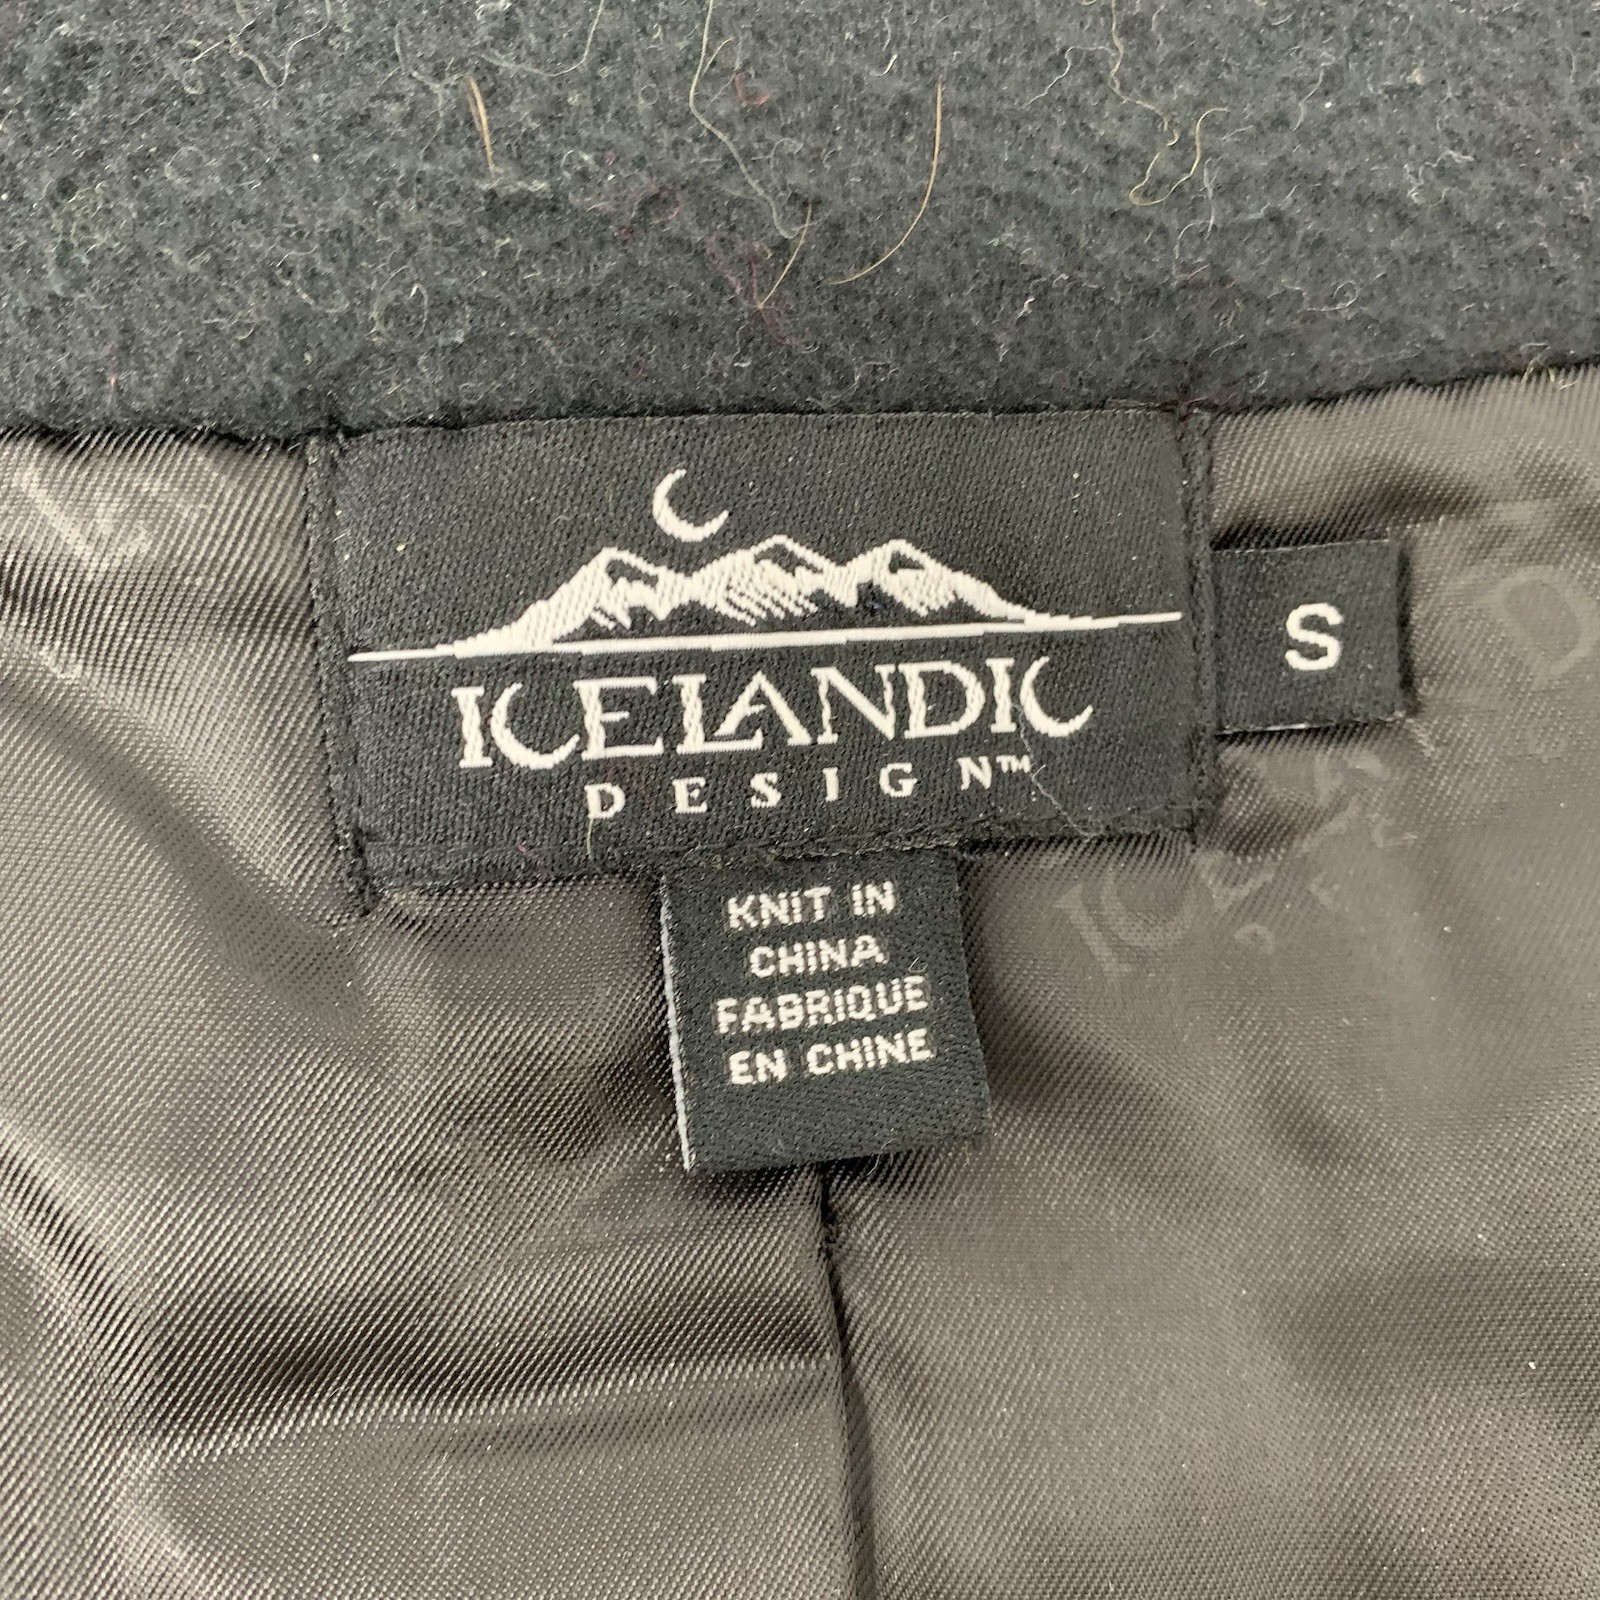 ICELANDIC
DESIGN™
S
KNIT IN
CHINA
FABRIQUE
EN CHINE